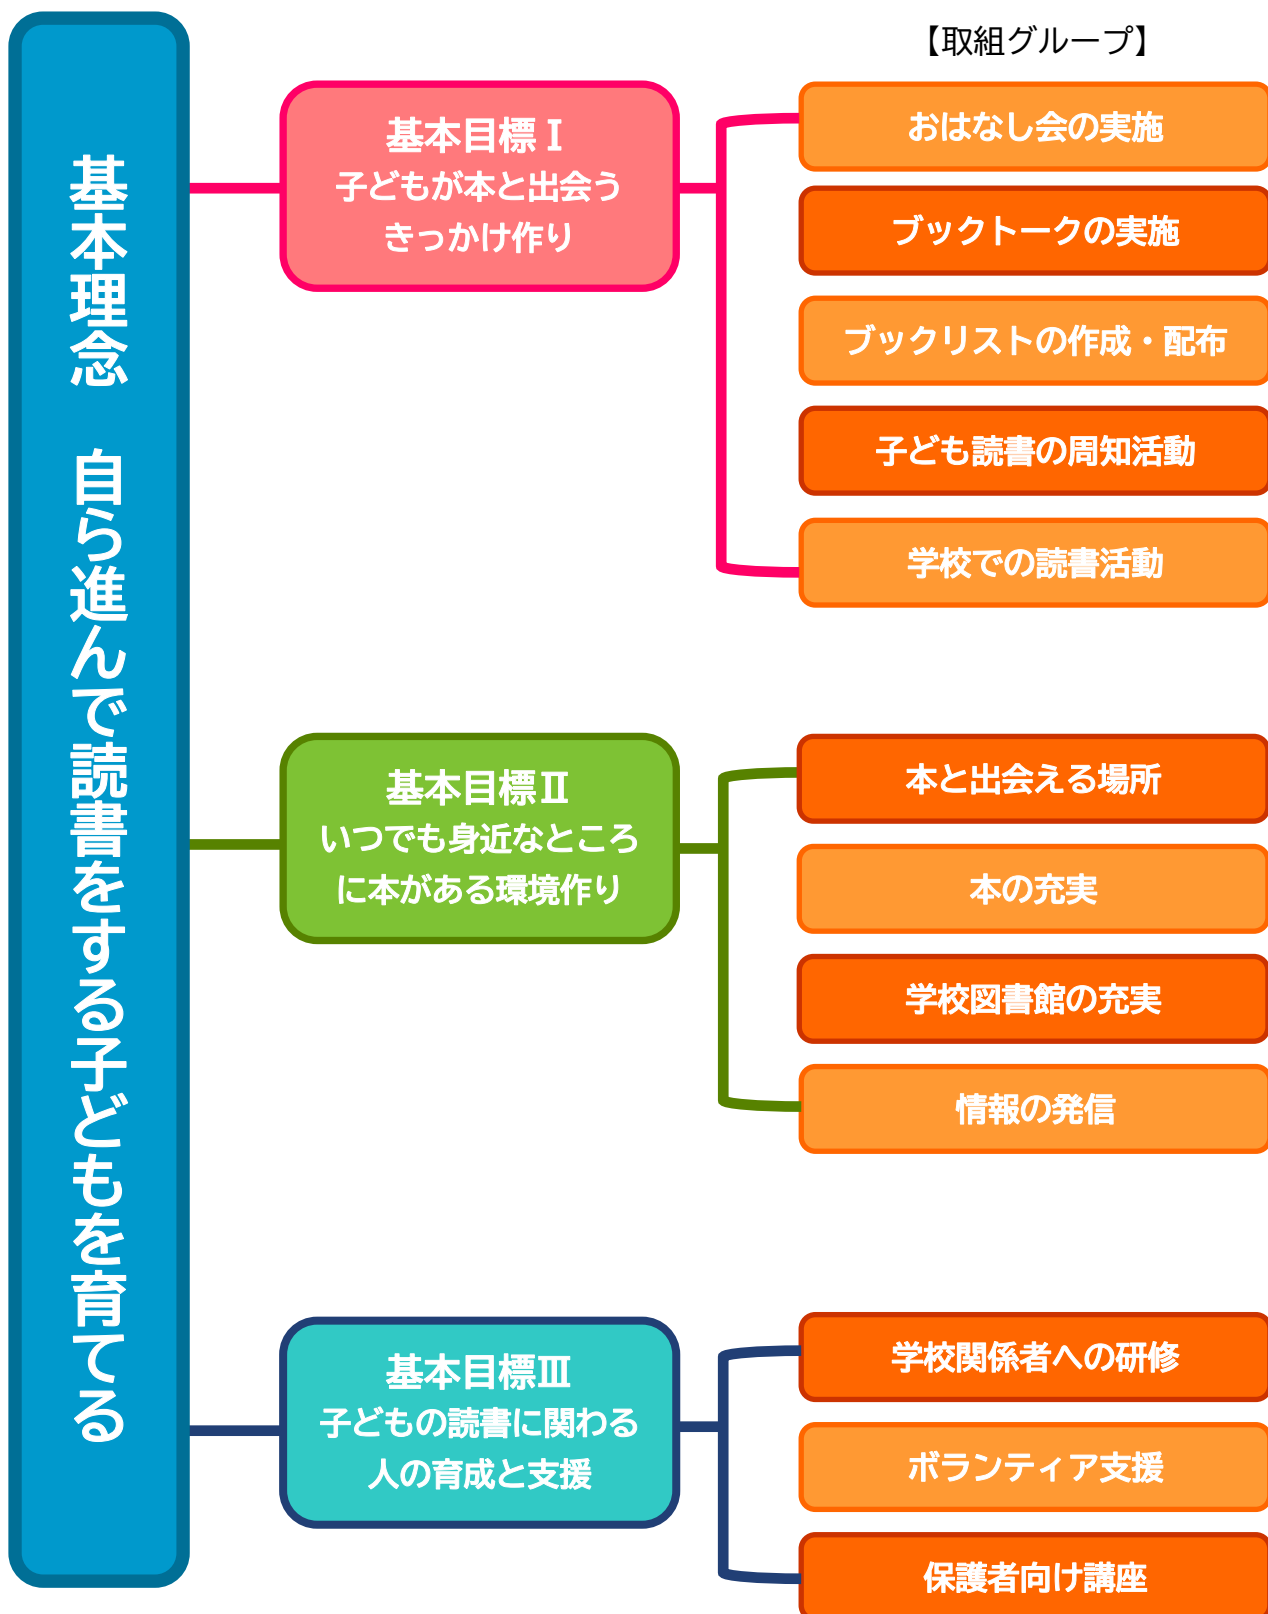 基本理念　自ら進んで読書をする子どもを育てる
【取組グループ】
基本目標Ⅰ
子どもが本と出会う
きっかけ作り
おはなし会の実施
ブックトークの実施
ブックリストの作成・配布
子ども読書の周知活動
学校での読書活動
基本目標Ⅱ
いつでも身近なところ
に本がある環境作り
本と出会える場所
本の充実
学校図書館の充実
情報の発信
基本目標Ⅲ
子どもの読書に関わる
人の育成と支援
学校関係者への研修
ボランティア支援
保護者向け講座